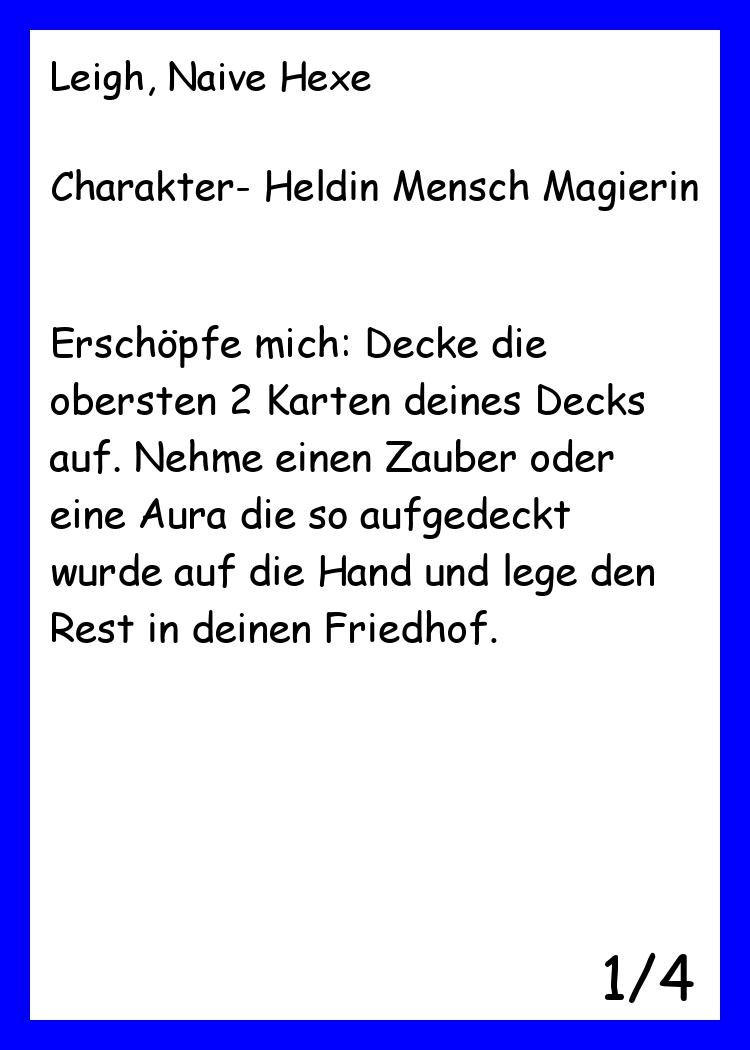 Leigh, Naive Hexe
Charakter- Heldin Mensch Magierin
Erschöpfe mich: Decke die
obersten 2 Karten deines Decks
auf. Nehme einen Zauber oder
eine Aura die so aufgedeckt
wurde auf die Hand und lege den
Rest in deinen Friedhof.
1/4